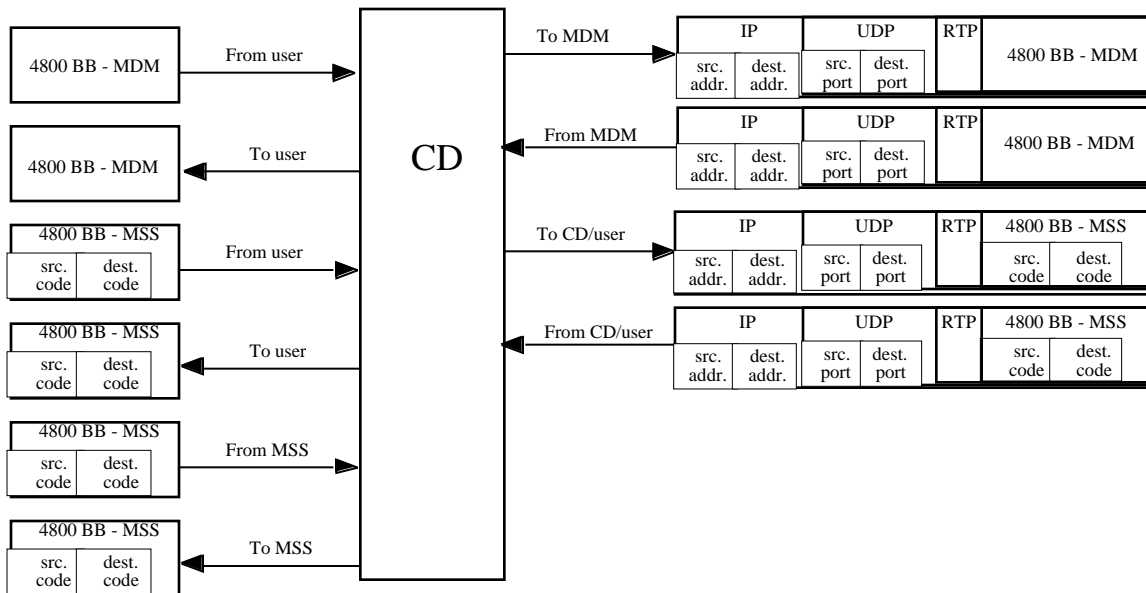 4800 BB - MDM
From user
4800 BB - MDM
To user
4800 BB - MSS
src.
code
dest.
code
From user
4800 BB - MSS
src.
code
dest.
code
To user
4800 BB - MSS
src.
code
dest.
code
From MSS
4800 BB - MSS
src.
code
dest.
code
To MSS
CD
To MDM
IP
src.
addr.
dest.
addr.
UDP
src.
port
dest.
port
RTP
4800 BB - MDM
From MDM
IP
src.
addr.
dest.
addr.
UDP
src.
port
dest.
port
RTP
4800 BB - MDM
To CD/user
IP
src.
addr.
dest.
addr.
UDP
src.
port
dest.
port
RTP
4800 BB - MSS
src.
code
dest.
code
From CD/user
IP
src.
addr.
dest.
addr.
UDP
src.
port
dest.
port
RTP
4800 BB - MSS
src.
code
dest.
code